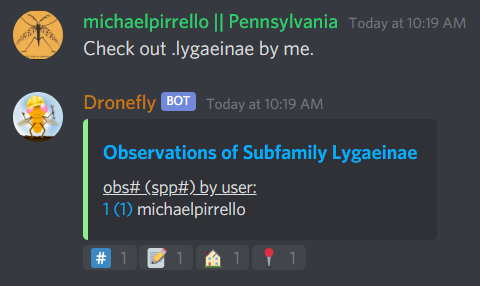 michaelpirrello || Pennsylvania Today at 10:19 AM
Check out .lygaeinae by me.
Dronefly BOT Today at 10:19 AM
Observations of Subfamily Lygaeinae
obs# (spp#) by user:
1 (1) michaelpirrello
# 1 1 1 1